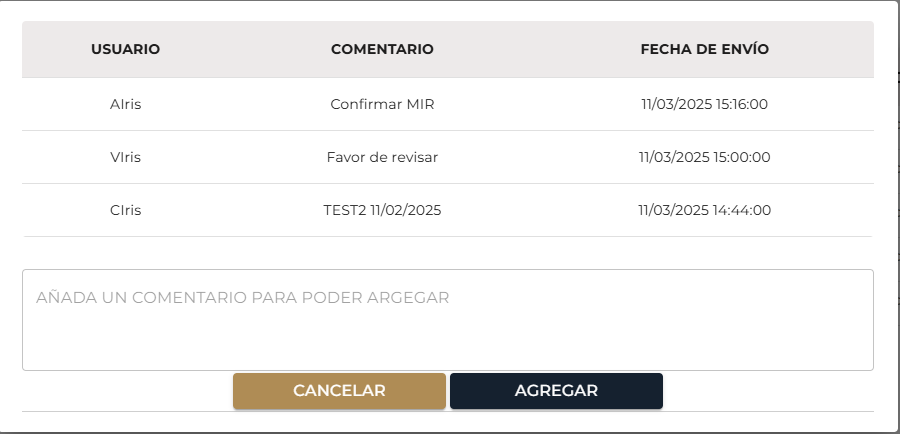 USUARIO COMENTARIO FECHA DE ENVÍO
AIris Confirmar MIR 11/03/2025 15:16:00
VIris Favor de revisar 11/03/2025 15:00:00
CIris TEST2 11/02/2025 11/03/2025 14:44:00
AÑADA UN COMENTARIO PARA PODER ARGEGAR
CANCELAR AGREGAR